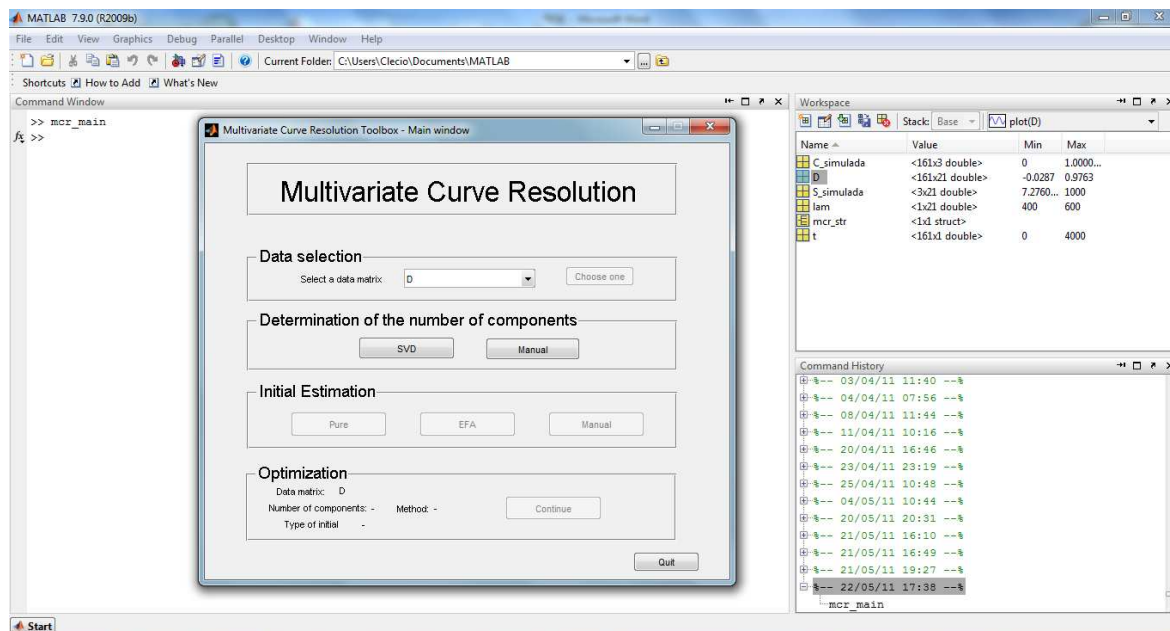 MATLAB 7.9.0 (R2009b)
File Edit View Graphics Debug Parallel Desktop Window Help
Current Folder: C:\Users\Clecio\Documents\MATLAB
Shortcuts How to Add What's New
Command Window
>> mcr_main
fx >>
Multivariate Curve Resolution Toolbox - Main window
Multivariate Curve Resolution
Data selection
Select a data matrix D Choose one
Determination of the number of components
SVD Manual
Initial Estimation
Pure EFA Manual
Optimization
Data matrix: D
Number of components: - Method: - Continue
Type of initial -
Quit
Workspace
Stack: Base plot(D)
Name Value Min Max
C_simulada <161x3 double> 0 1.0000...
D <161x21 double> -0.0287 0.9763
S_simulada <3x21 double> 7.2760... 1000
lam <1x21 double> 400 600
mcr_str <1x1 struct>
t <161x1 double> 0 4000
Command History
%-- 03/04/11 11:40 --%
%-- 04/04/11 07:56 --%
%-- 08/04/11 11:44 --%
%-- 11/04/11 10:16 --%
%-- 20/04/11 16:46 --%
%-- 23/04/11 23:19 --%
%-- 25/04/11 10:48 --%
%-- 04/05/11 10:44 --%
%-- 20/05/11 20:31 --%
%-- 21/05/11 16:10 --%
%-- 21/05/11 16:49 --%
%-- 21/05/11 19:27 --%
%-- 22/05/11 17:38 --%
mcr_main
Start